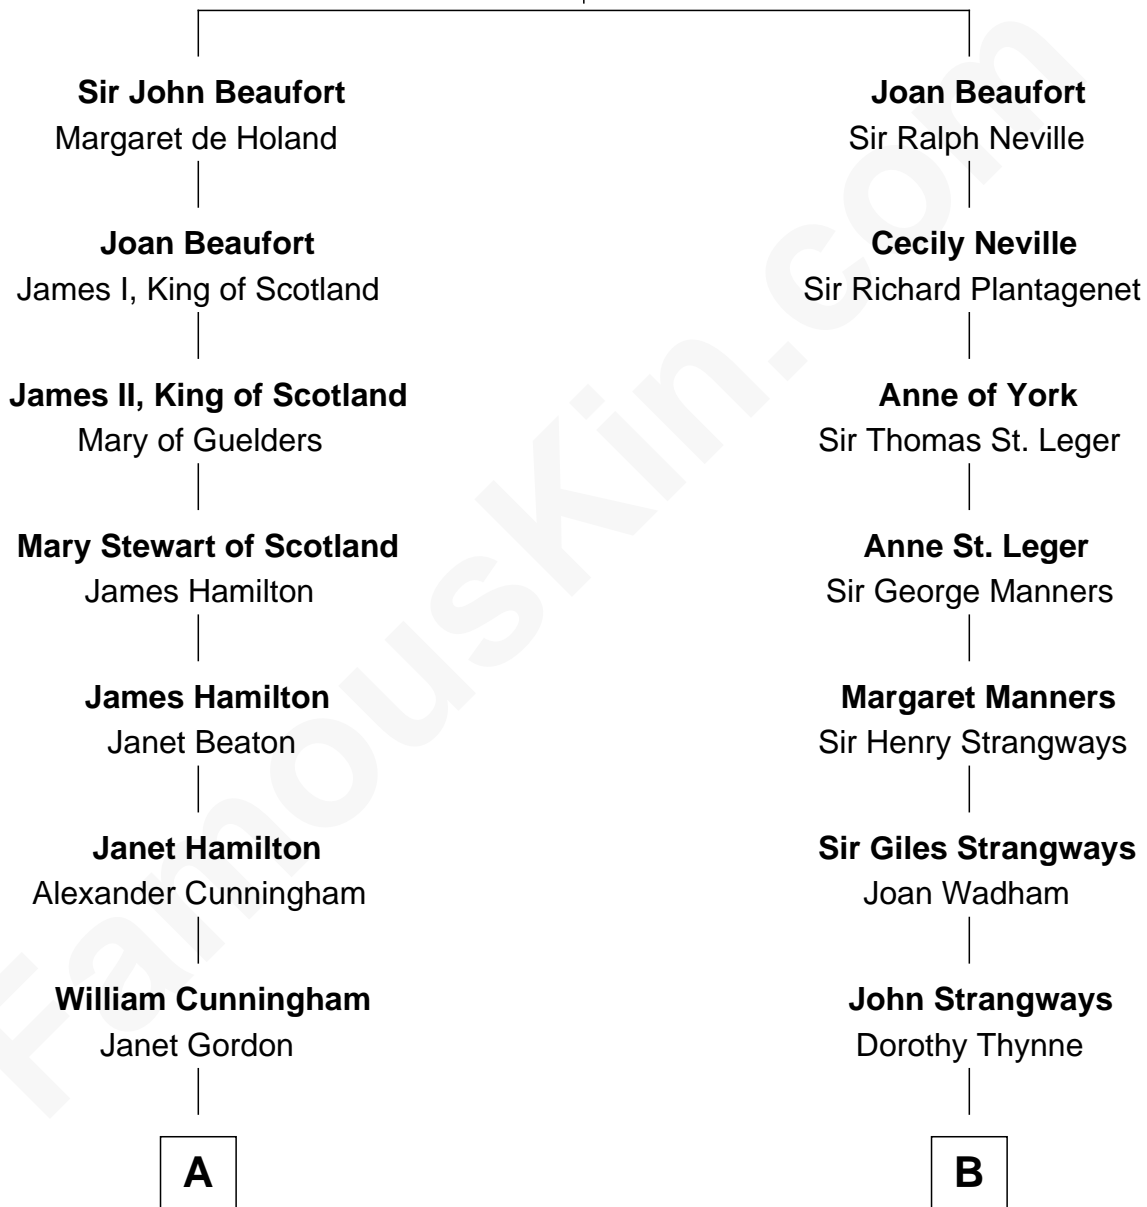 Sir John Beaufort
Margaret de Holand
Joan Beaufort
James I, King of Scotland
James II, King of Scotland
Mary of Guelders
Mary Stewart of Scotland
James Hamilton
James Hamilton
Janet Beaton
Janet Hamilton
Alexander Cunningham
William Cunningham
Janet Gordon
A
Joan Beaufort
Sir Ralph Neville
Cecily Neville
Sir Richard Plantagenet
Anne of York
Sir Thomas St. Leger
Anne St. Leger
Sir George Manners
Margaret Manners
Sir Henry Strangways
Sir Giles Strangways
Joan Wadham
John Strangways
Dorothy Thynne
B
FamousKin.com